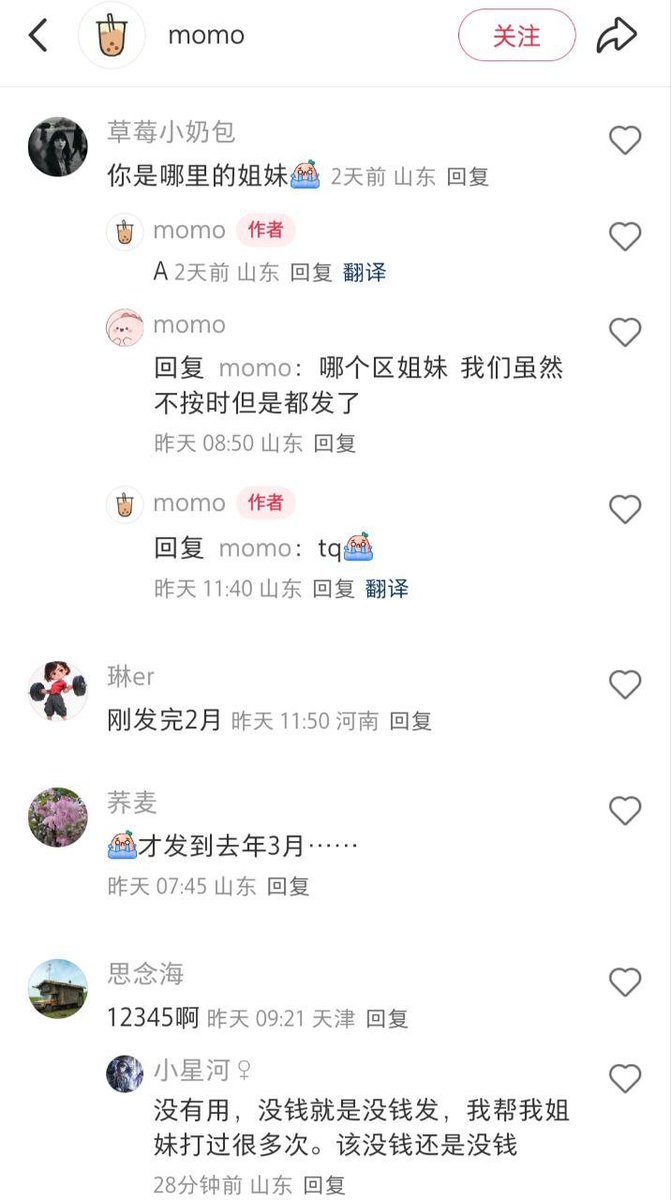 momo
关注
草莓小奶包
你是哪里的姐妹 2天前 山东 回复
momo 作者
A 2天前 山东 回复 翻译
momo
回复 momo：哪个区姐妹 我们虽然
不按时但是都发了
昨天 08:50 山东 回复
momo 作者
回复 momo：tq
昨天 11:40 山东 回复 翻译
琳er
刚发完2月 昨天 11:50 河南 回复
荞麦
才发到去年3月……
昨天 07:45 山东 回复
思念海
12345啊 昨天 09:21 天津 回复
小星河♀
没有用，没钱就是没钱发，我帮我姐
妹打过很多次。该没钱还是没钱
28分钟前 山东 回复